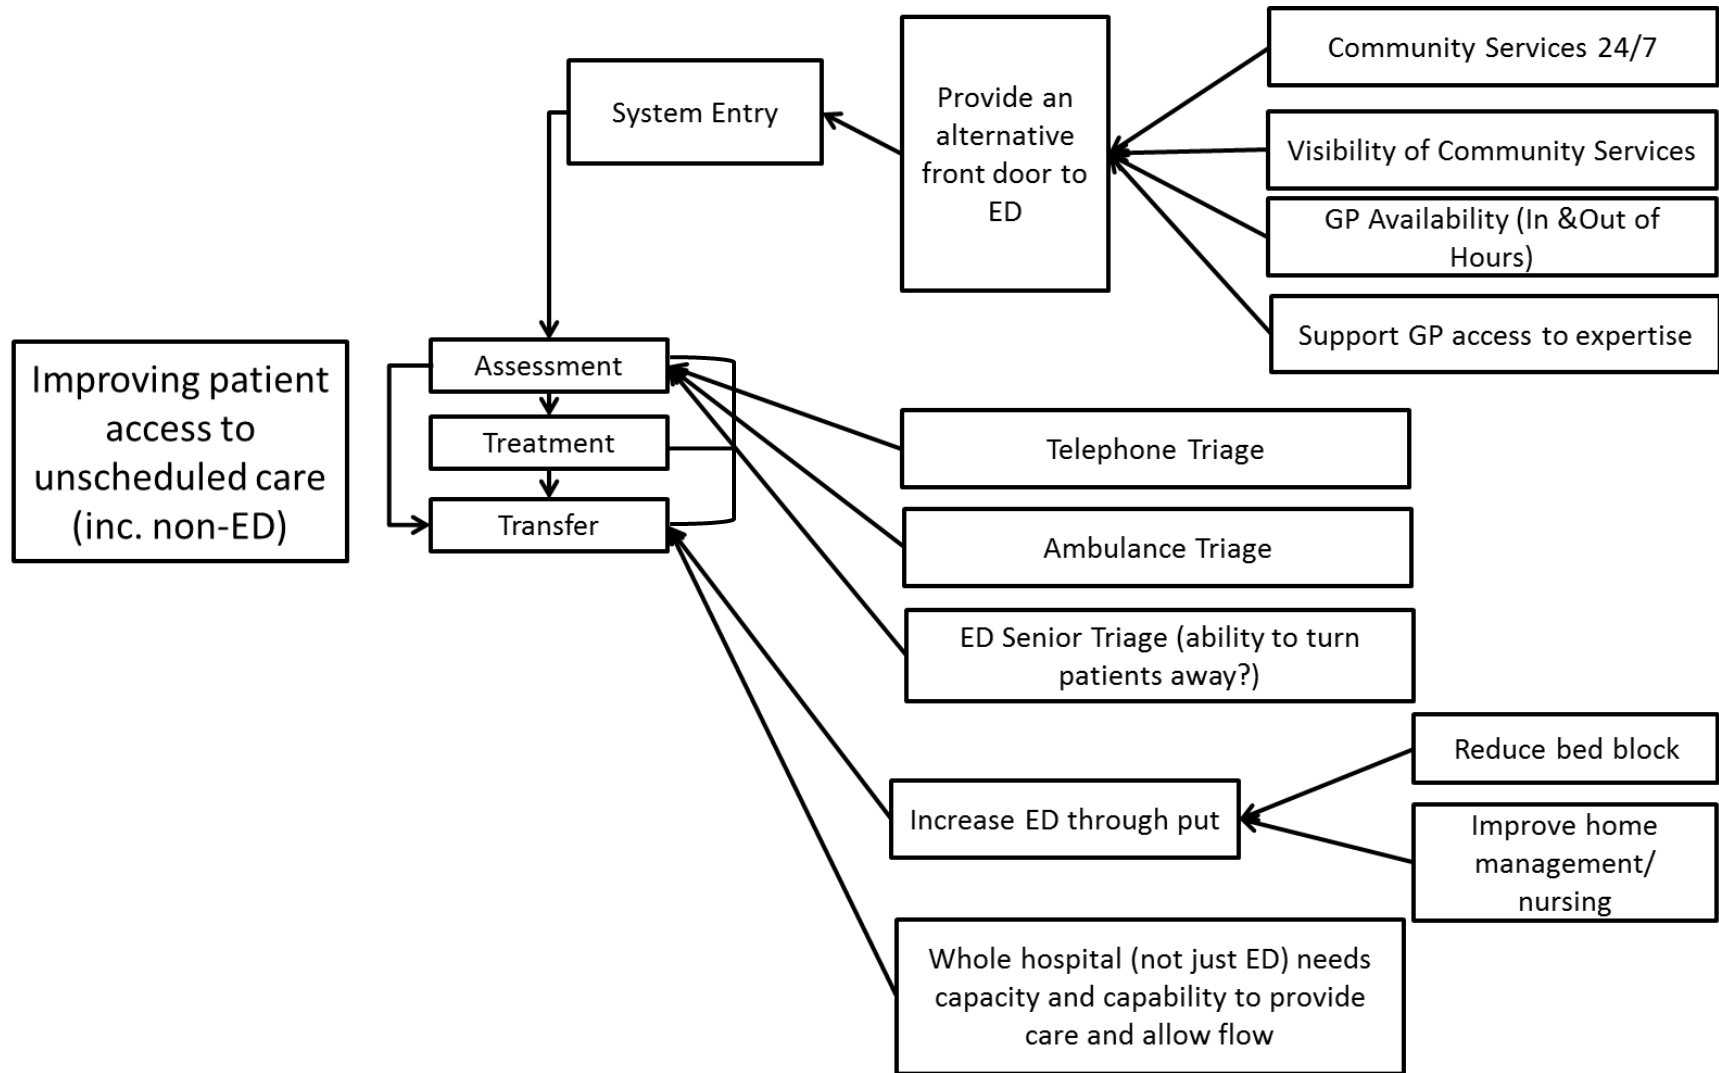 Improving patient
access to
unscheduled care
(inc. non-ED)
System Entry
Assessment
Treatment
Transfer
Provide an
alternative
front door to
ED
Community Services 24/7
Visibility of Community Services
GP Availability (In &Out of
Hours)
Support GP access to expertise
Telephone Triage
Ambulance Triage
ED Senior Triage (ability to turn
patients away?)
Increase ED through put
Reduce bed block
Improve home
management/
nursing
Whole hospital (not just ED) needs
capacity and capability to provide
care and allow flow